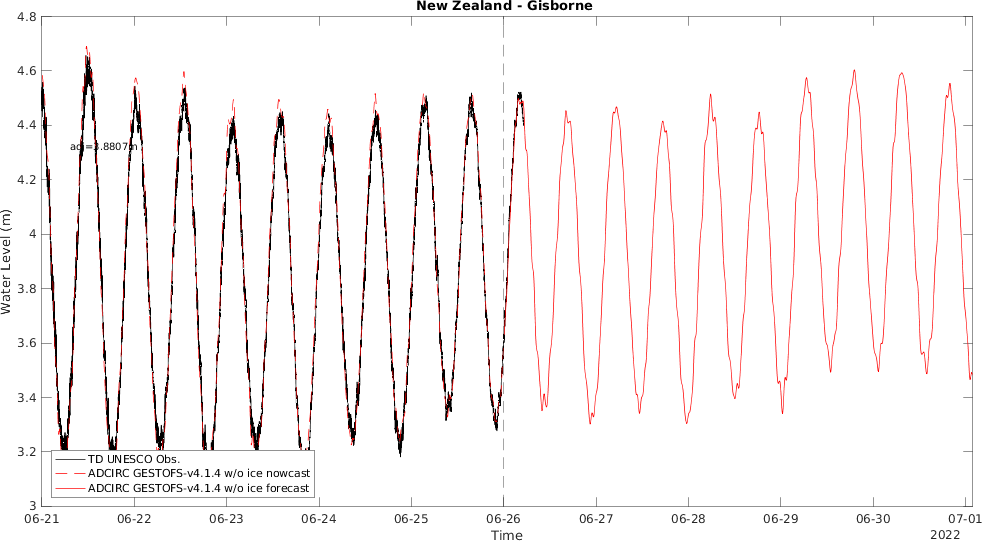 New Zealand - Gisborne
4.8
4.6
4.4
adj=3.8807m
4.2
4
Water Level (m)
3.8
3.6
3.4
3.2
TD UNESCO Obs.
ADCIRC GESTOFS-v4.1.4 w/o ice nowcast
ADCIRC GESTOFS-v4.1.4 w/o ice forecast
3
06-21 06-22 06-23 06-24 06-25 06-26 06-27 06-28 06-29 06-30 07-01
Time 2022